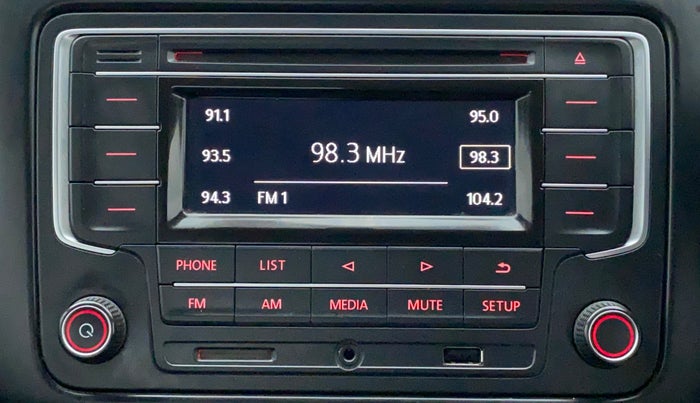 91.1 95.0
93.5 98.3 MHz 98.3
94.3 FM 1 104.2
PHONE LIST
FM AM MEDIA MUTE SETUP